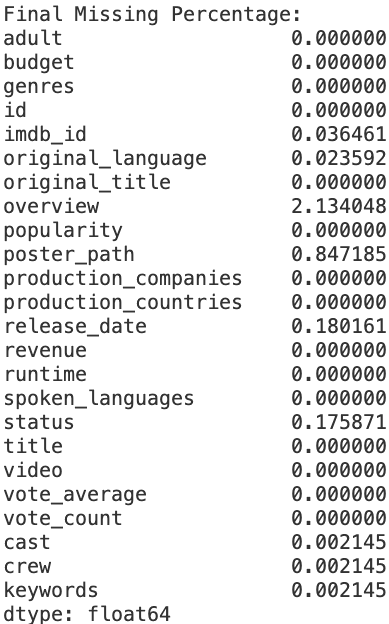 Final Missing Percentage:
adult 0.000000
budget 0.000000
genres 0.000000
id 0.000000
imdb_id 0.036461
original_language 0.023592
original_title 0.000000
overview 2.134048
popularity 0.000000
poster_path 0.847185
production_companies 0.000000
production_countries 0.000000
release_date 0.180161
revenue 0.000000
runtime 0.000000
spoken_languages 0.000000
status 0.175871
title 0.000000
video 0.000000
vote_average 0.000000
vote_count 0.000000
cast 0.002145
crew 0.002145
keywords 0.002145
dtype: float64